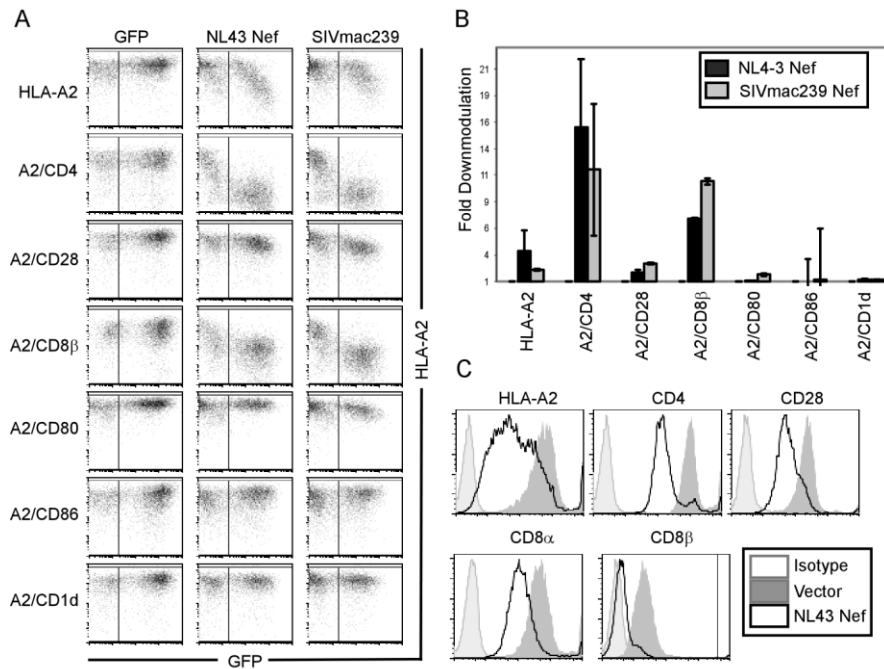 A
GFP
NL43 Nef
SIVmac239
HLA-A2
A2/CD4
A2/CD28
A2/CD8β
A2/CD80
A2/CD86
A2/CD1d
HLA-A2
GFP
B
Fold Downmodulation
21
19
16
14
11
9
6
4
1
NL4-3 Nef
SIVmac239 Nef
HLA-A2
A2/CD4
A2/CD28
A2/CD8β
A2/CD80
A2/CD86
A2/CD1d
C
HLA-A2
CD4
CD28
CD8α
CD8β
Isotype
Vector
NL43 Nef